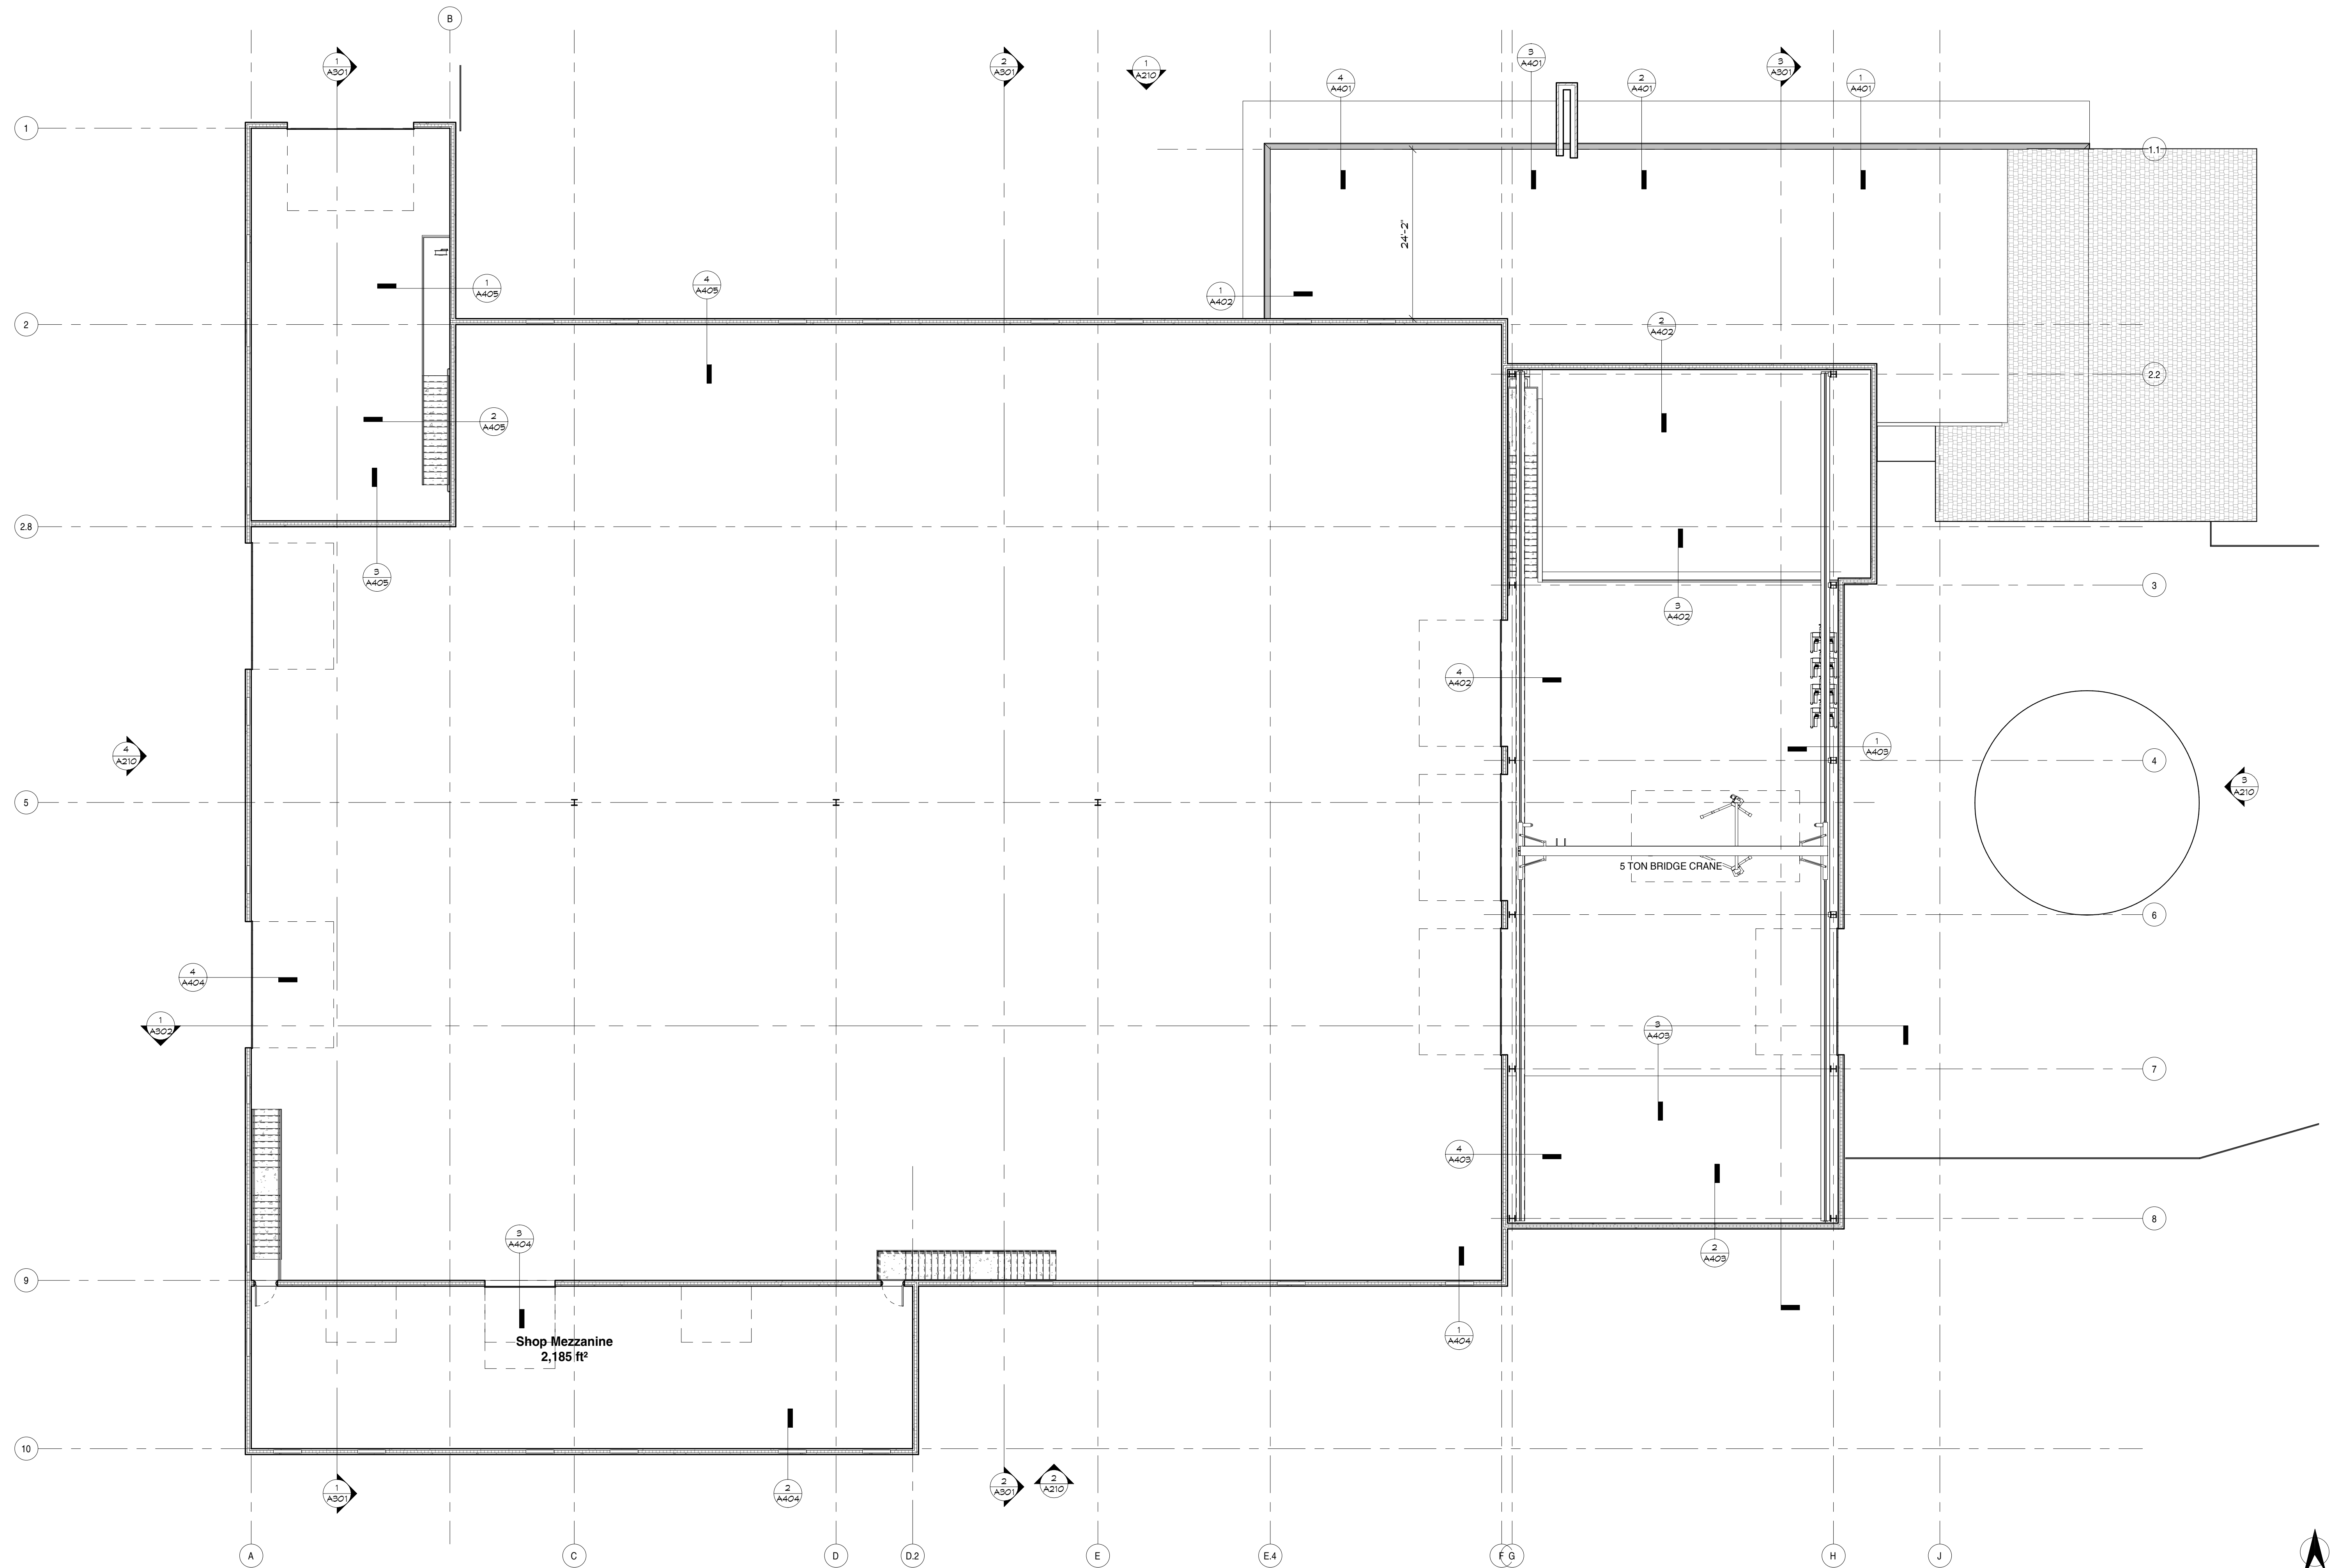 B
1
A301
2
A301
1
A210
4
A401
3
A401
2
A401
3
A301
1
A401
1
1.1
24'-2"
1
A405
4
A405
1
A402
2
2
A402
2.2
2
A405
2.8
3
A405
3
3
A402
4
A402
4
A210
1
A403
4
3
A210
5
5 TON BRIDGE CRANE
6
4
A404
1
A302
3
A403
7
4
A403
8
3
A404
2
A403
9
1
A404
Shop Mezzanine
2,185 ft²
10
1
A301
2
A404
2
A301
2
A210
A
C
D
D.2
E
E.4
F
G
H
J